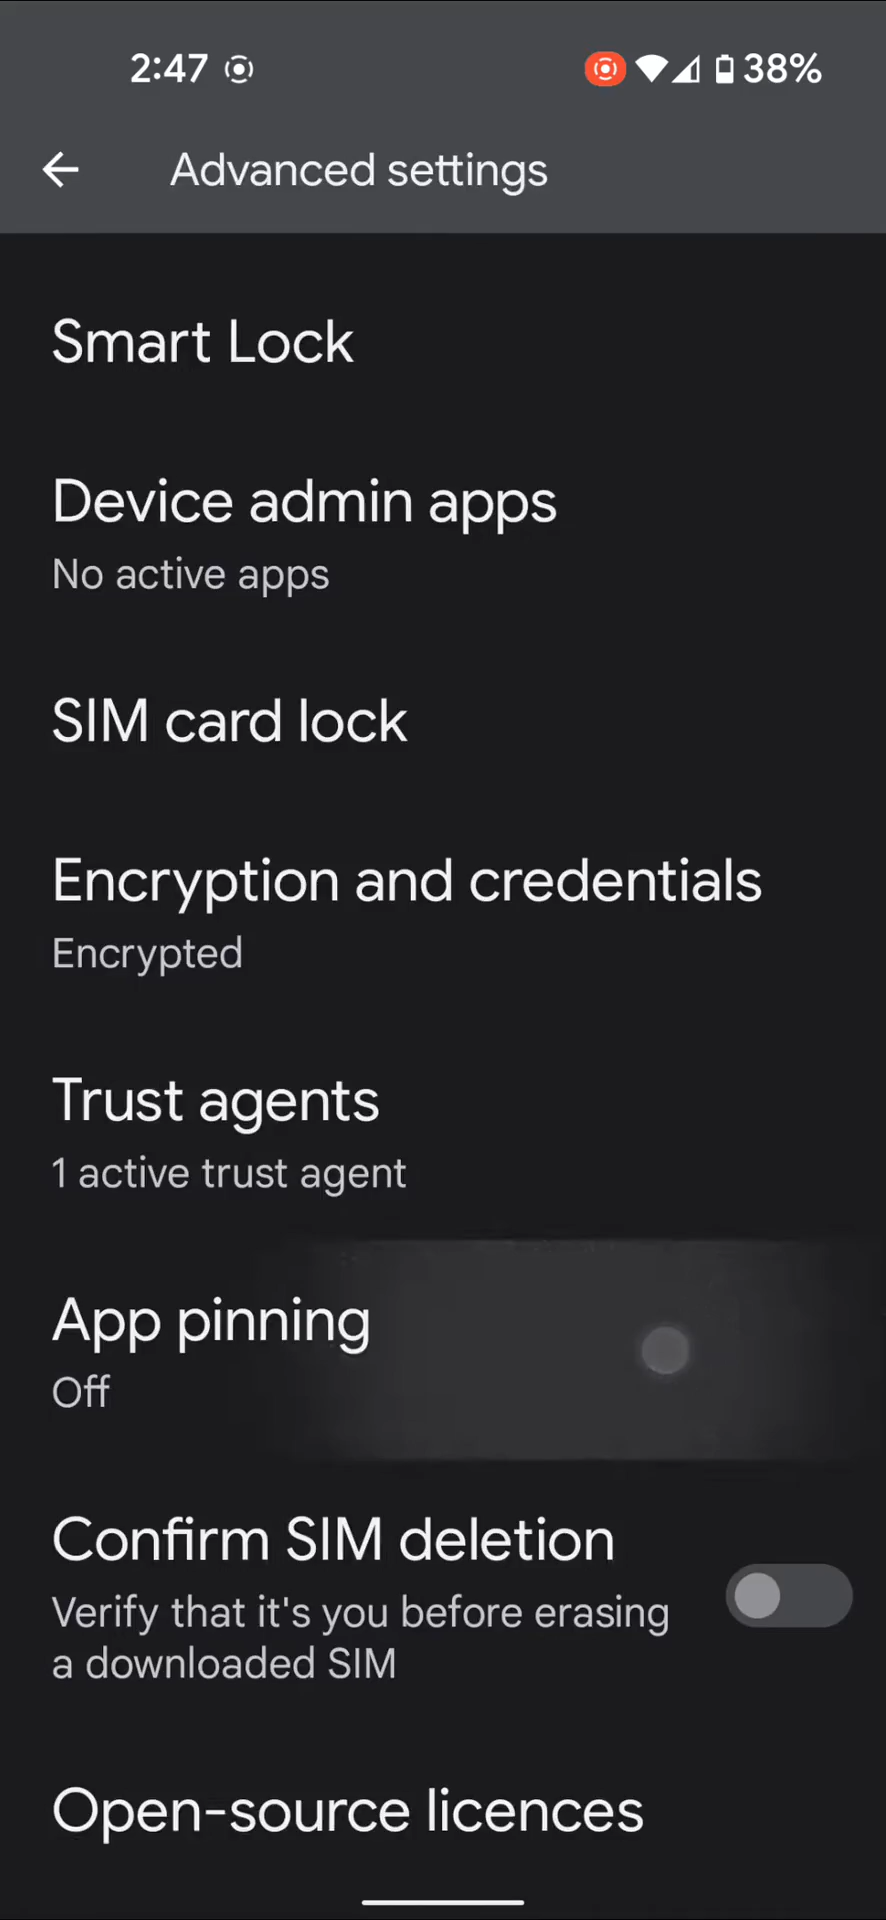 2:47
38%
Advanced settings
Smart Lock
Device admin apps
No active apps
SIM card lock
Encryption and credentials
Encrypted
Trust agents
1 active trust agent
App pinning
Off
Confirm SIM deletion
Verify that it's you before erasing
a downloaded SIM
Open-source licences